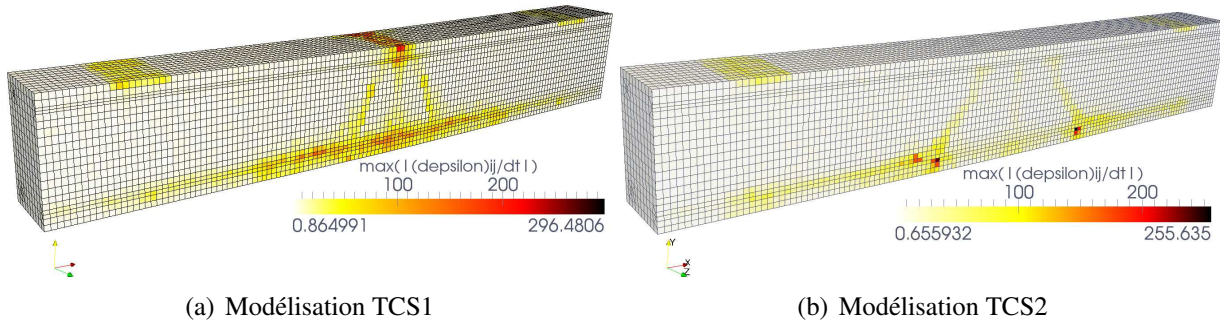 max( | (depsilon)ij/dt | )
100 200
0.864991 296.4806
max( | (depsilon)ij/dt | )
100 200
0.655932 255.635
Y
X
Z
(a) Modélisation TCS1
(b) Modélisation TCS2